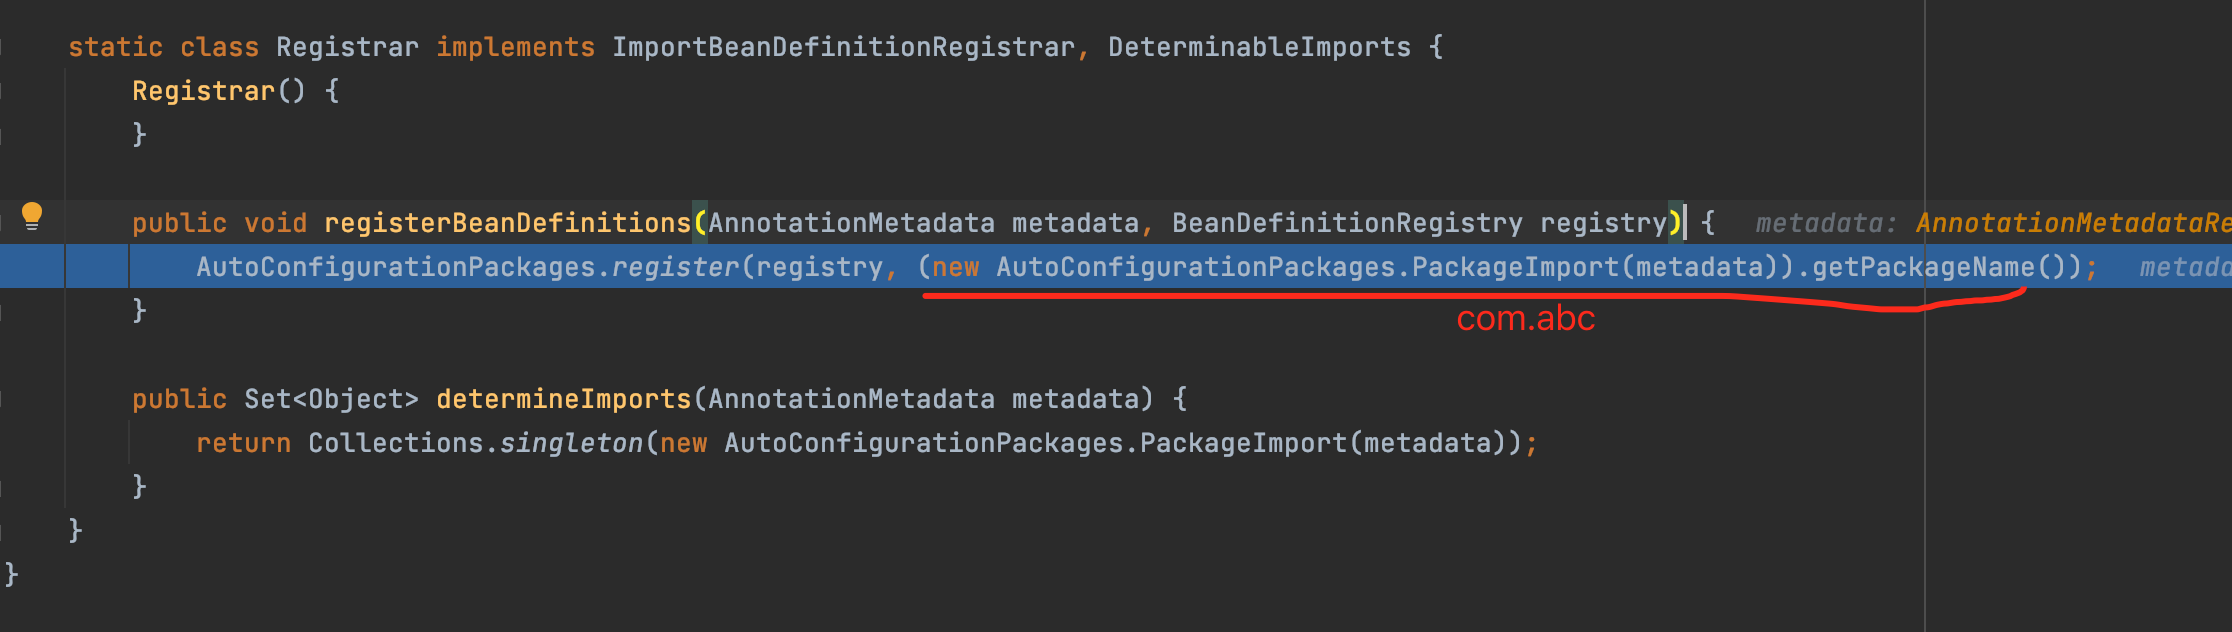 static class Registrar implements ImportBeanDefinitionRegistrar, DeterminableImports {
Registrar() {
}
public void registerBeanDefinitions(AnnotationMetadata metadata, BeanDefinitionRegistry registry) { metadata: AnnotationMetadataRe
AutoConfigurationPackages.register(registry, (new AutoConfigurationPackages.PackageImport(metadata)).getPackageName()); metada
}
com.abc
public Set<Object> determineImports(AnnotationMetadata metadata) {
return Collections.singleton(new AutoConfigurationPackages.PackageImport(metadata));
}
}
}